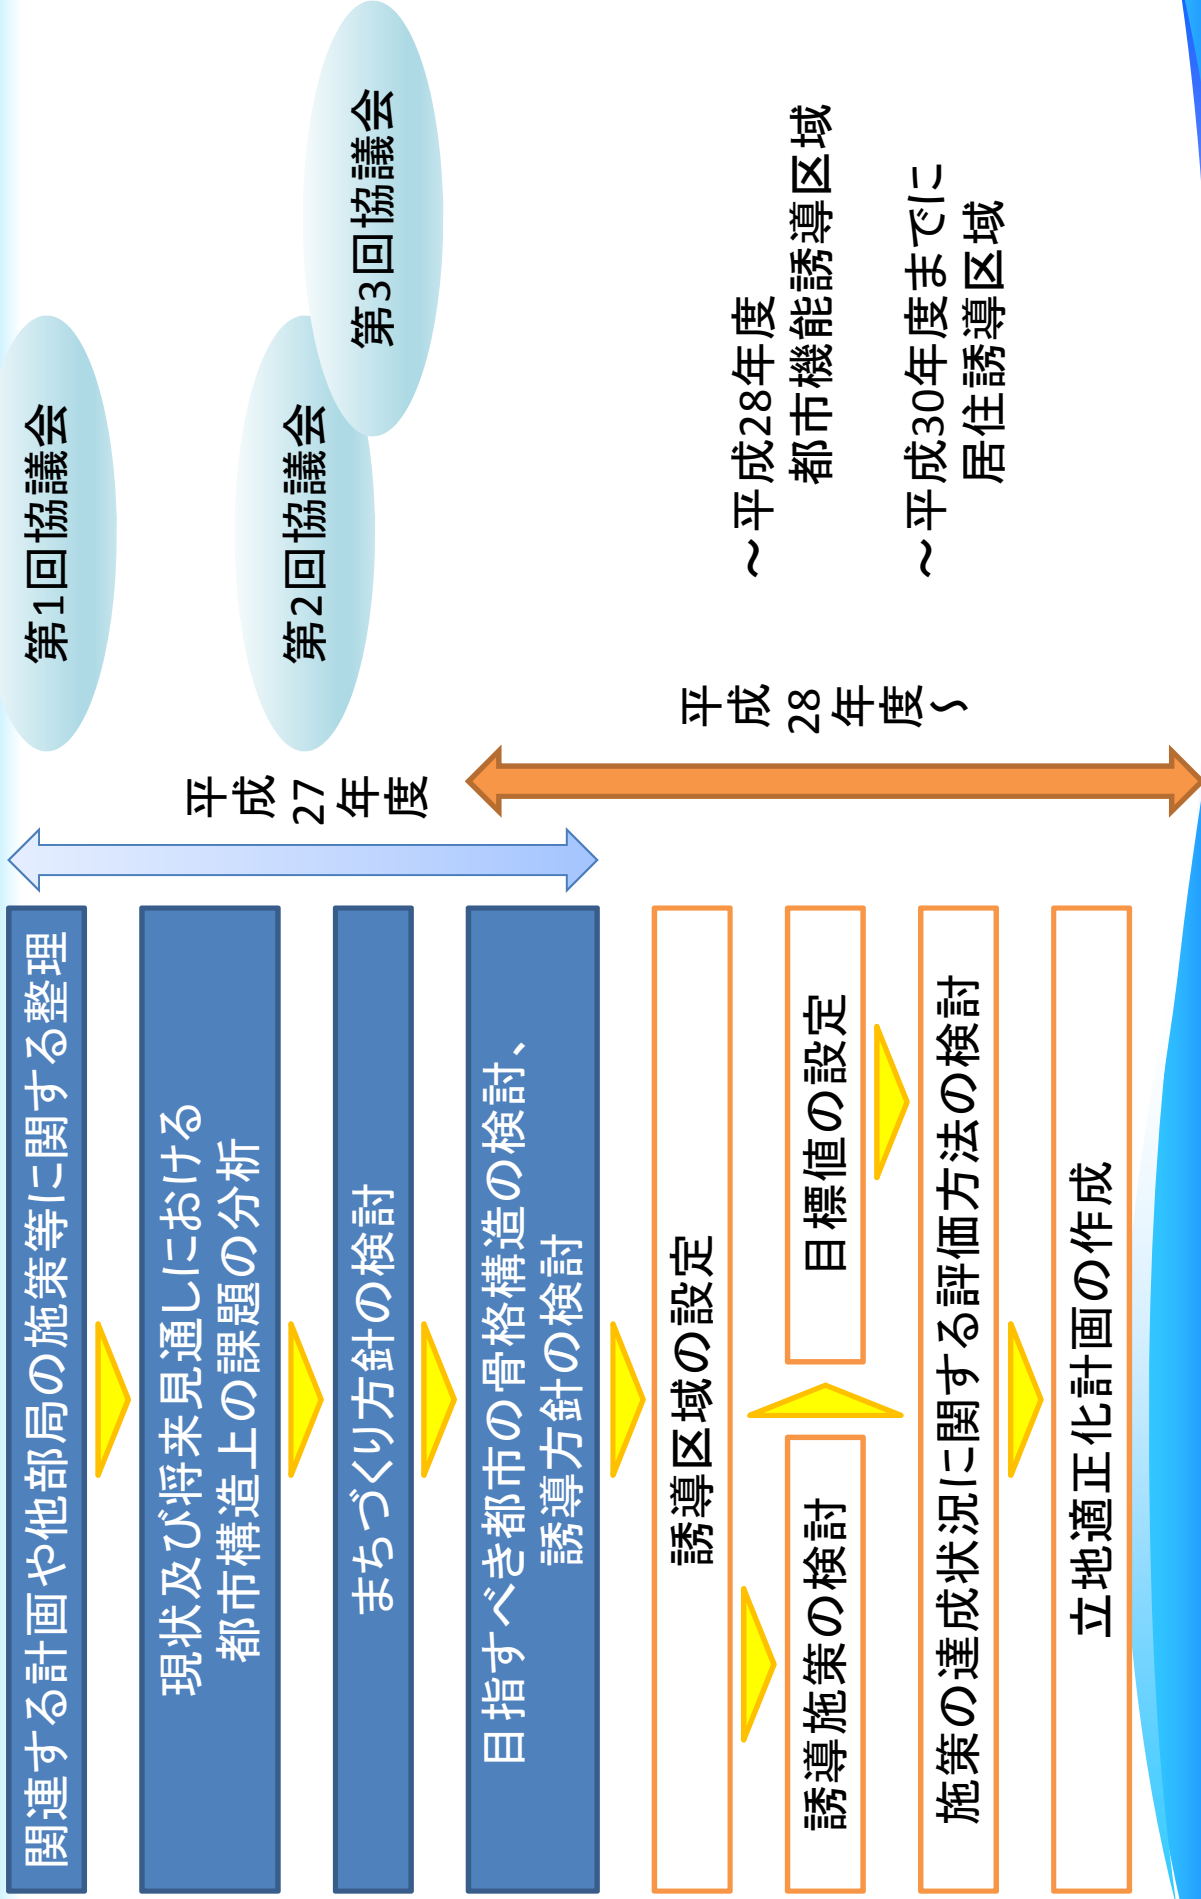 関連する計画や他部局の施策等に関する整理
現状及び将来見通しにおける
都市構造上の課題の分析
まちづくり方針の検討
目指すべき都市の骨格構造の検討、
誘導方針の検討
誘導区域の設定
誘導施策の検討
目標値の設定
施策の達成状況に関する評価方法の検討
立地適正化計画の作成
平成27年度
平成28年度～
第1回協議会
第2回協議会
第3回協議会
～平成28年度
都市機能誘導区域
～平成30年度までに
居住誘導区域